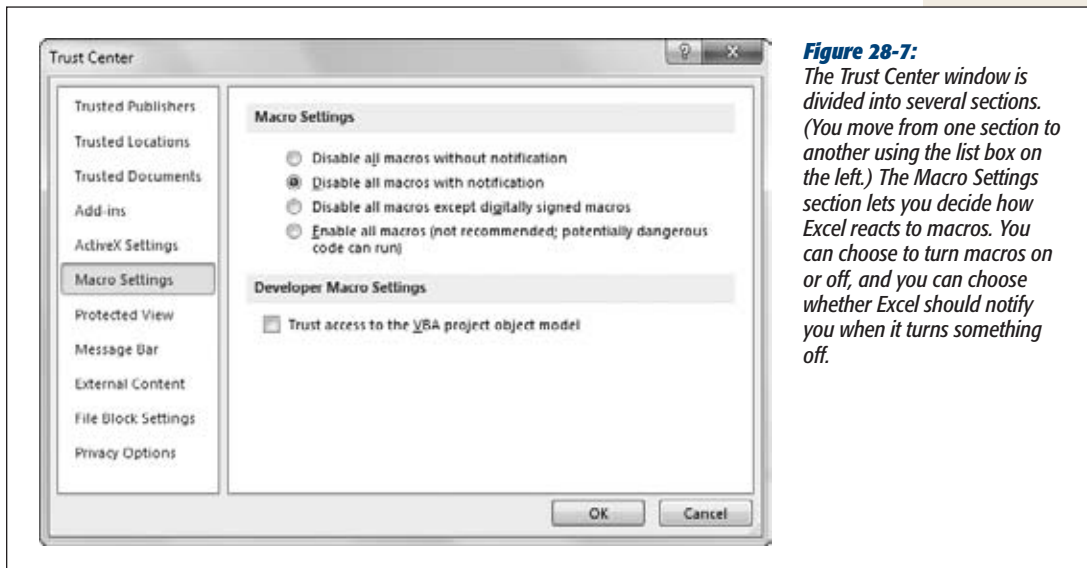 Trust Center
Trusted Publishers
Trusted Locations
Trusted Documents
Add-ins
ActiveX Settings
Macro Settings
Protected View
Message Bar
External Content
File Block Settings
Privacy Options
Macro Settings
Disable all macros without notification
Disable all macros with notification
Disable all macros except digitally signed macros
Enable all macros (not recommended; potentially dangerous
code can run)
Developer Macro Settings
Trust access to the VBA project object model
OK
Cancel
Figure 28-7:
The Trust Center window is
divided into several sections.
(You move from one section to
another using the list box on
the left.) The Macro Settings
section lets you decide how
Excel reacts to macros. You
can choose to turn macros on
or off, and you can choose
whether Excel should notify
you when it turns something
off.